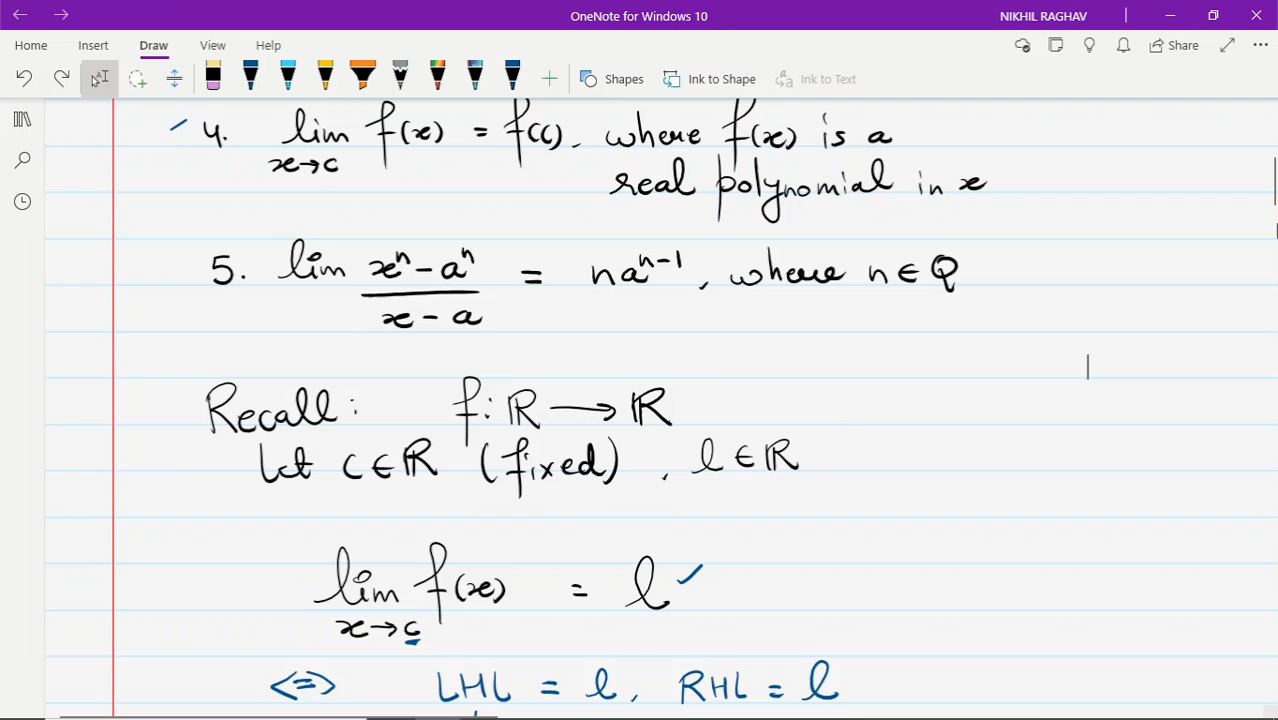 OneNote for Windows 10
NIKHIL RAGHAV
Home Insert Draw View Help
Share
Shapes
Ink to Shape
Ink to Text
4. lim f(x) = f(c), where f(x) is a
x→c
real polynomial in x
5. lim xⁿ - aⁿ = naⁿ⁻¹, where n ∈ Q
x - a
Recall: f: ℝ → ℝ
Let c ∈ ℝ (fixed), l ∈ ℝ
lim f(x) = l
x→c
<=> LHL = l, RHL = l